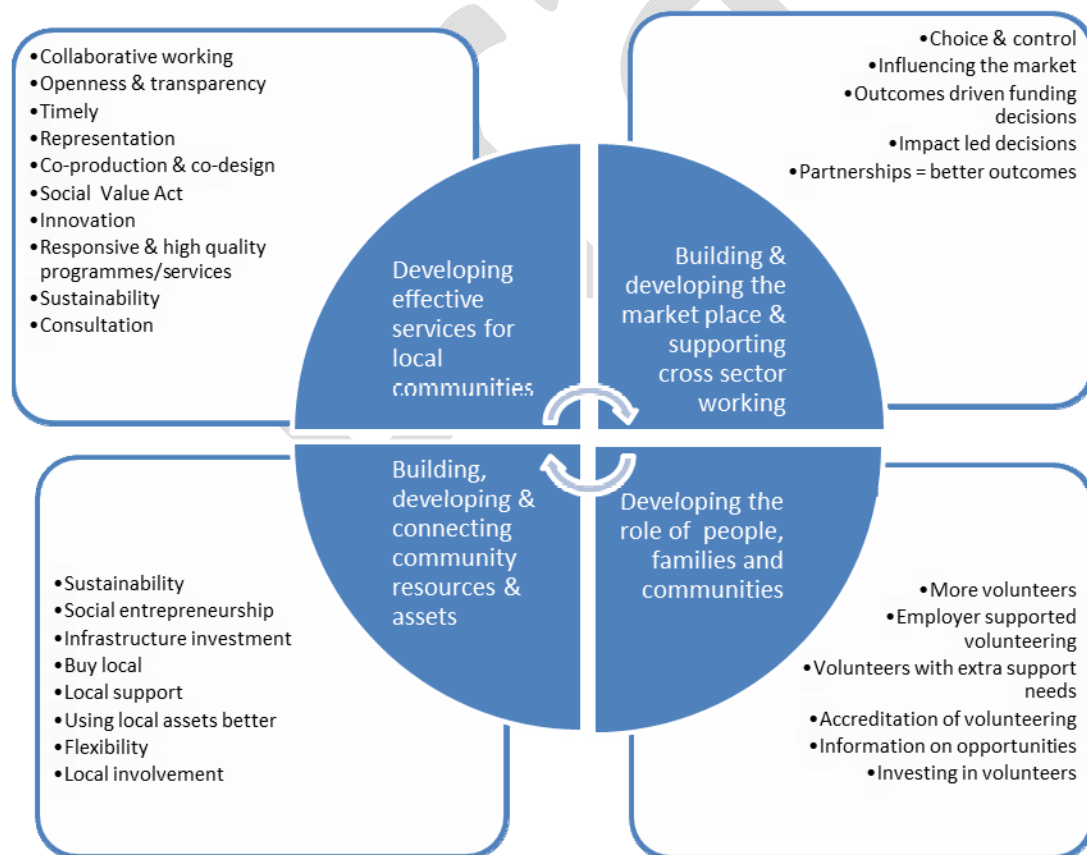 •Collaborative working
•Openness & transparency
•Timely
•Representation
•Co-production & co-design
•Social Value Act
•Innovation
•Responsive & high quality
programmes/services
•Sustainability
•Consultation
•Choice & control
•Influencing the market
•Outcomes driven funding
decisions
•Impact led decisions
•Partnerships = better outcomes
Developing
effective
services for
local
communities
Building &
developing the
market place &
supporting
cross sector
working
Building,
developing &
connecting
community
resources &
assets
Developing the
role of people,
families and
communities
•Sustainability
•Social entrepreneurship
•Infrastructure investment
•Buy local
•Local support
•Using local assets better
•Flexibility
•Local involvement
•More volunteers
•Employer supported
volunteering
•Volunteers with extra support
needs
•Accreditation of volunteering
•Information on opportunities
•Investing in volunteers